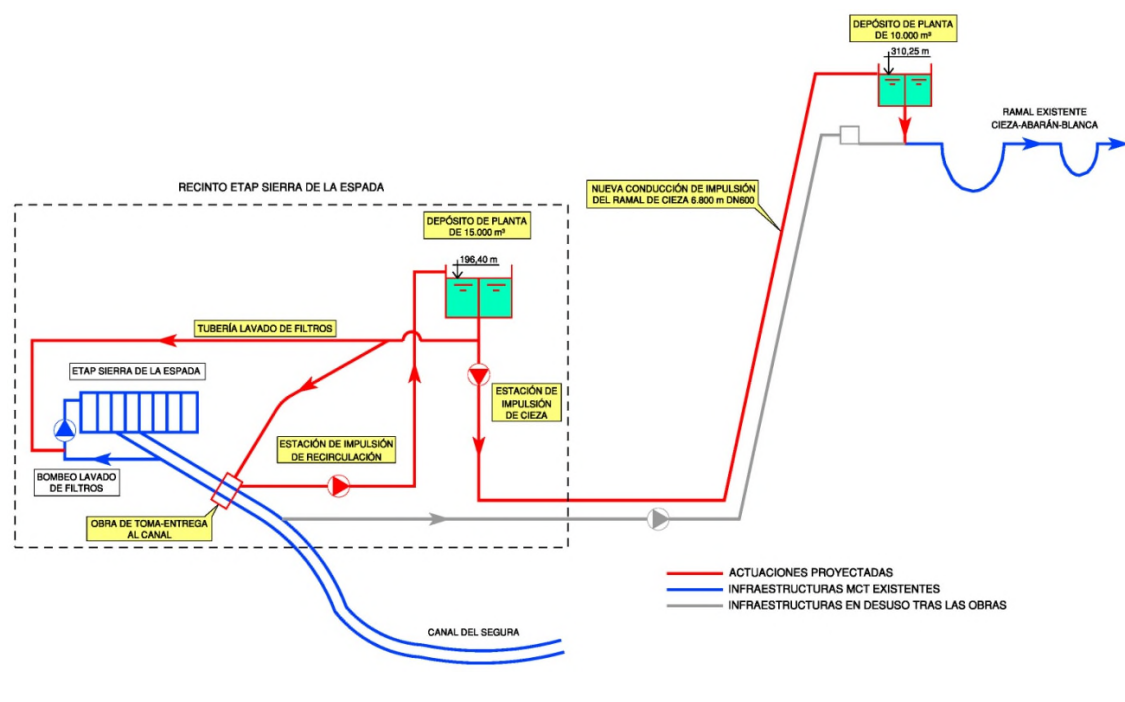 DEPÓSITO DE PLANTA
DE 10.000 m³
310,25 m
RAMAL EXISTENTE
CIEZA-ABARÁN-BLANCA
RECINTO ETAP SIERRA DE LA ESPADA
NUEVA CONDUCCIÓN DE IMPULSIÓN
DEL RAMAL DE CIEZA 6.800 m DN600
DEPÓSITO DE PLANTA
DE 15.000 m³
196,40 m
TUBERÍA LAVADO DE FILTROS
ETAP SIERRA DE LA ESPADA
ESTACIÓN DE
IMPULSIÓN
DE CIEZA
ESTACIÓN DE IMPULSIÓN
DE RECIRCULACIÓN
BOMBEO LAVADO
DE FILTROS
OBRA DE TOMA-ENTREGA
AL CANAL
ACTUACIONES PROYECTADAS
INFRAESTRUCTURAS MCT EXISTENTES
INFRAESTRUCTURAS EN DESUSO TRAS LAS OBRAS
CANAL DEL SEGURA